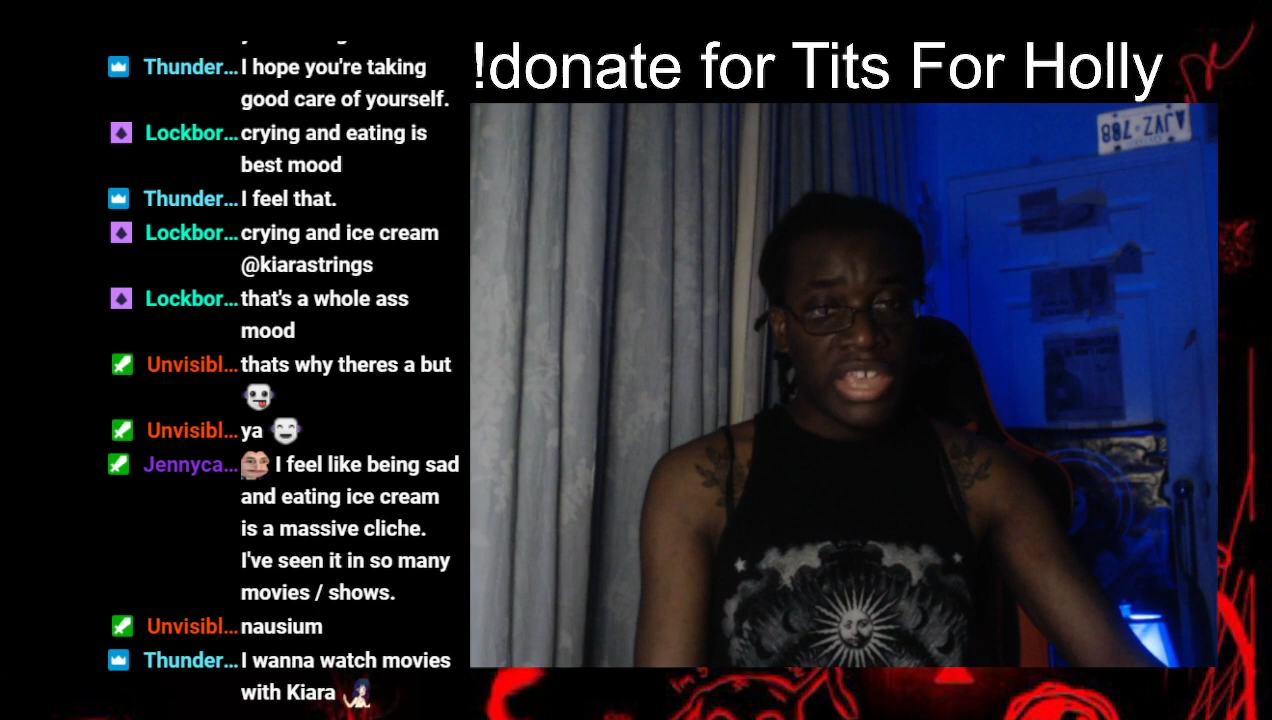 !donate for Tits For Holly
Thunder... I hope you're taking
good care of yourself.
Lockbor... crying and eating is
best mood
Thunder... I feel that.
Lockbor... crying and ice cream
@kiarastrings
Lockbor... that's a whole ass
mood
Unvisibl... thats why theres a but
Unvisibl... ya
Jennyca... I feel like being sad
and eating ice cream
is a massive cliche.
I've seen it in so many
movies / shows.
Unvisibl... nausium
Thunder... I wanna watch movies
with Kiara